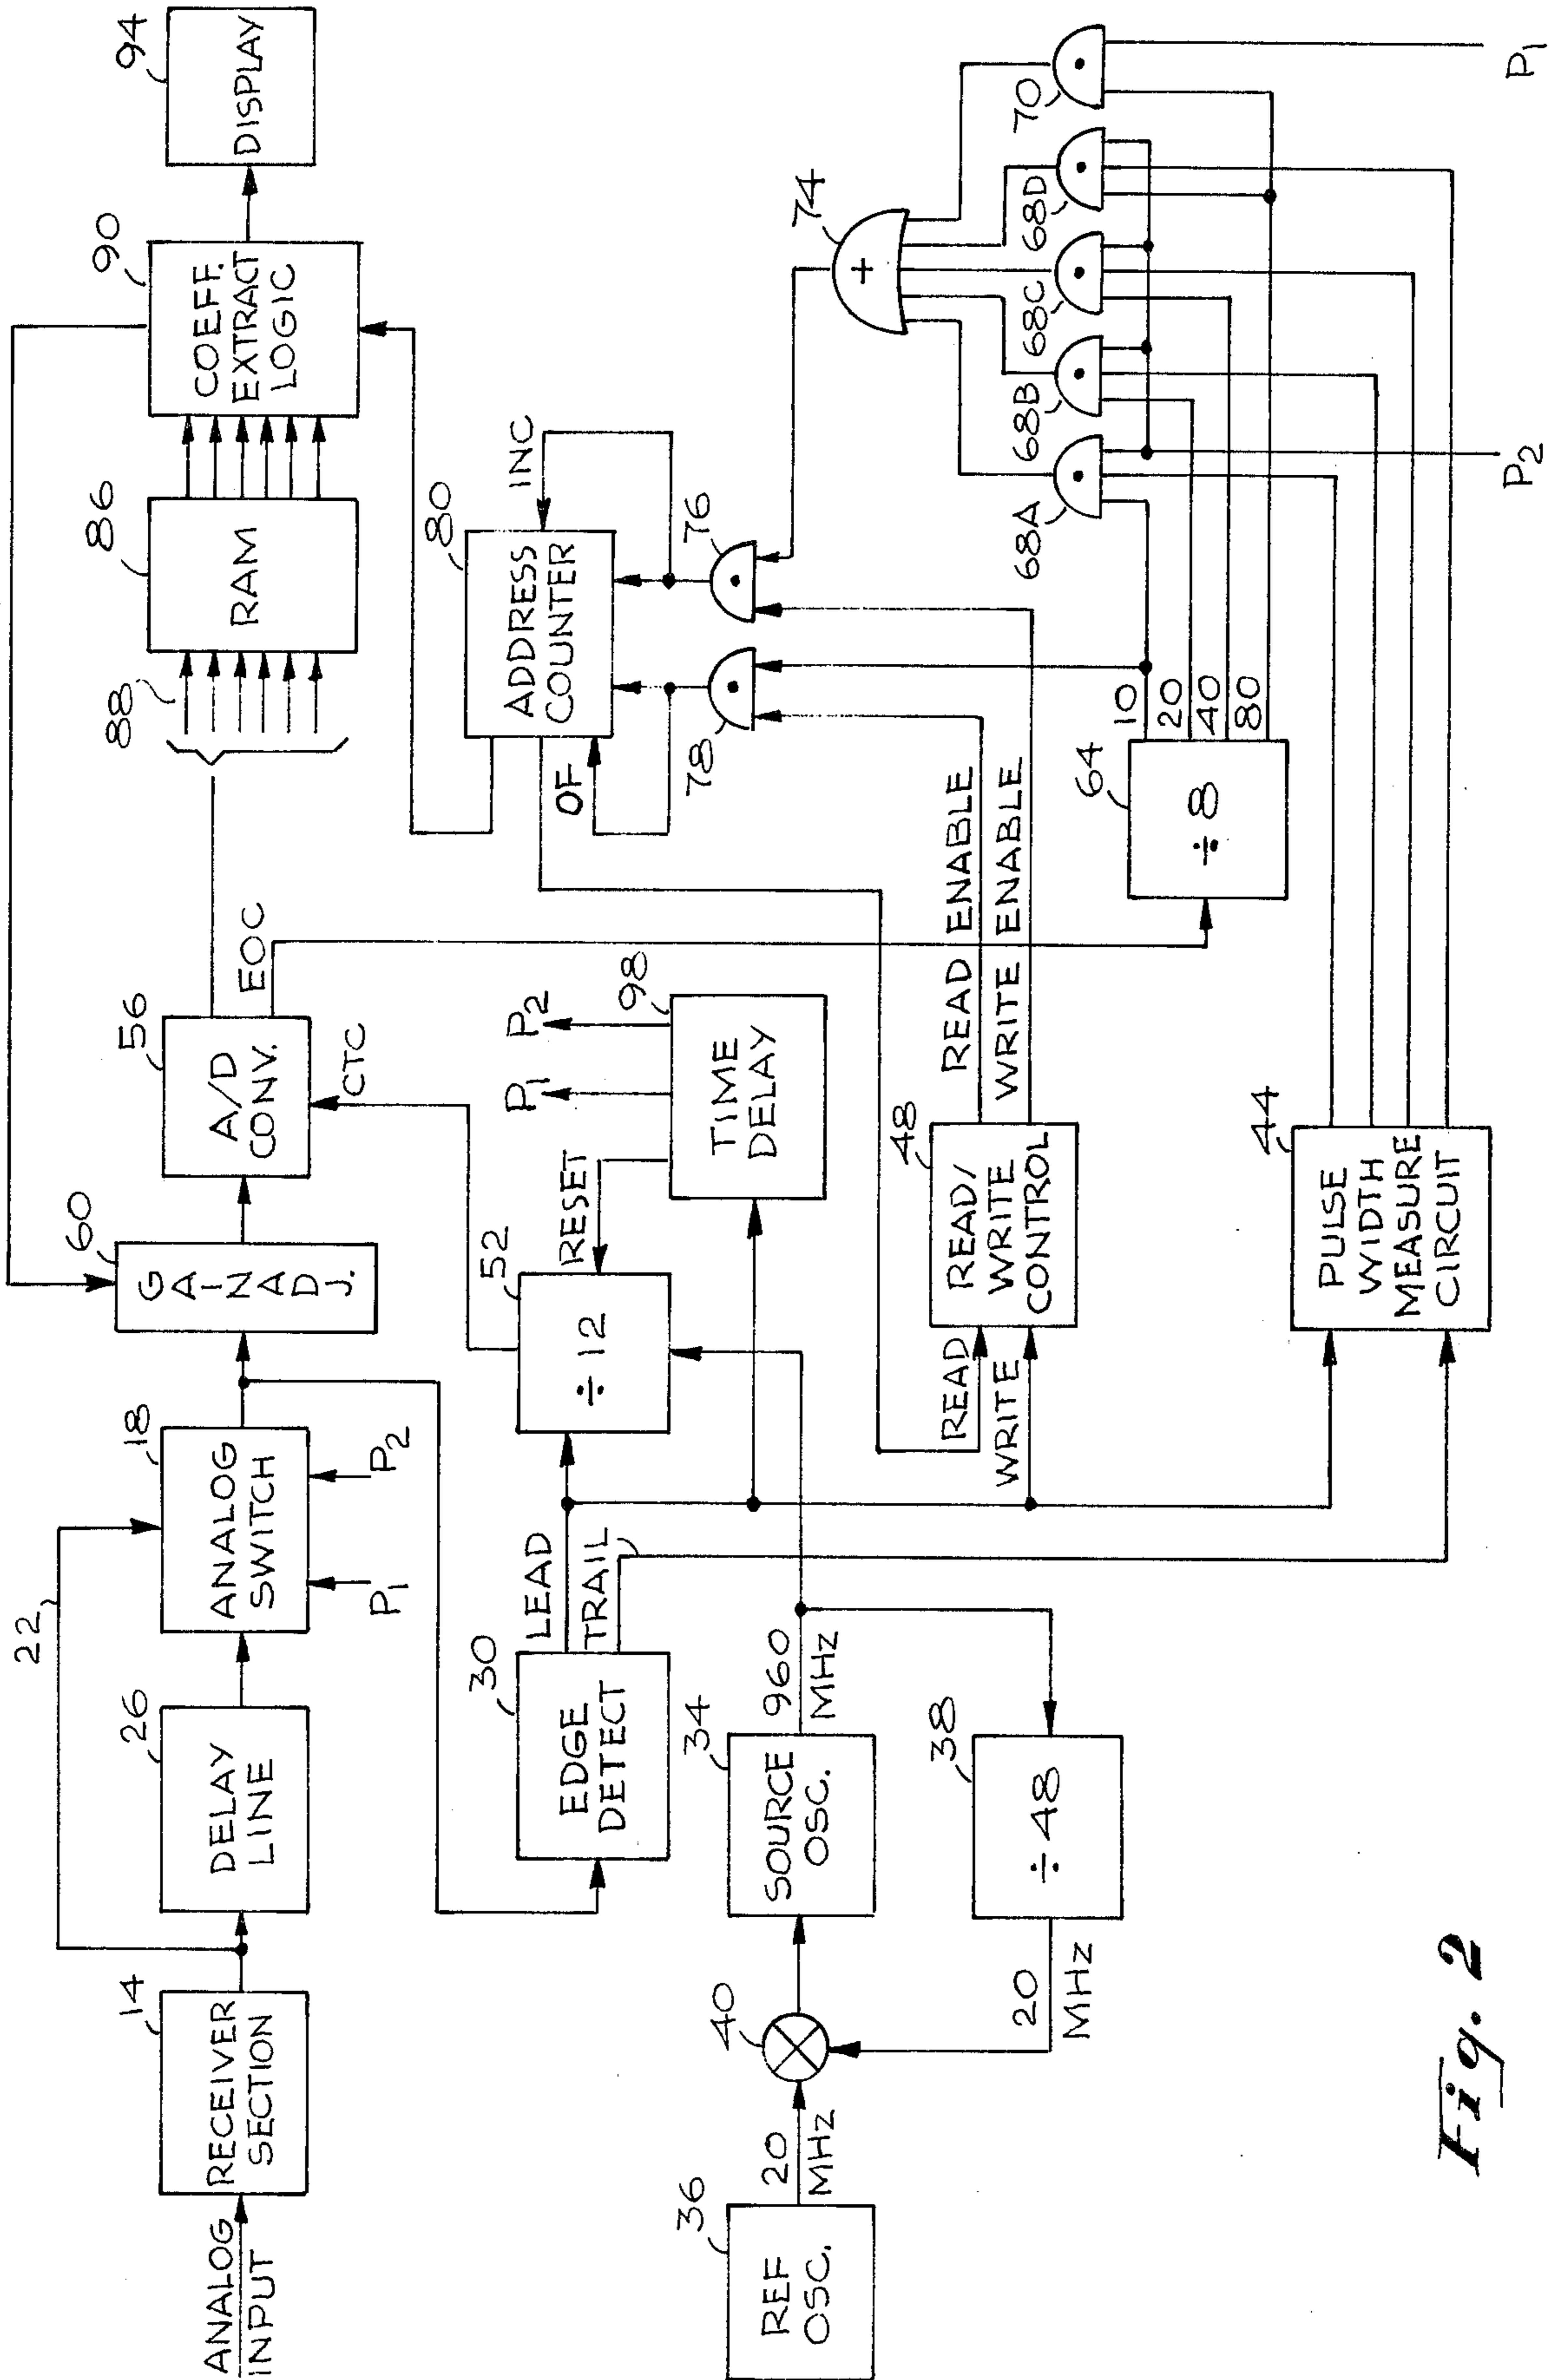 ANALOG
INPUT
14
RECEIVER
SECTION
22
26
DELAY
LINE
18
ANALOG
SWITCH
P1
P2
60
GAIN ADJ.
56
A/D
CONV.
EOC
CTC
88
86
RAM
90
COEFF.
EXTRACT
LOGIC
94
DISPLAY
30
EDGE
DETECT
LEAD
TRAIL
52
÷12
RESET
98
TIME
DELAY
P1
P2
80
ADDRESS
COUNTER
OF
INC
78
76
74
+
36
REF
OSC.
20
MHz
40
34
SOURCE
OSC.
960
MHz
38
÷48
20
MHz
READ
WRITE
48
READ/
WRITE
CONTROL
READ ENABLE
WRITE ENABLE
64
÷8
10
20
40
80
68A
68B
68C
68D
70
44
PULSE
WIDTH
MEASURE
CIRCUIT
P2
P1
Fig. 2